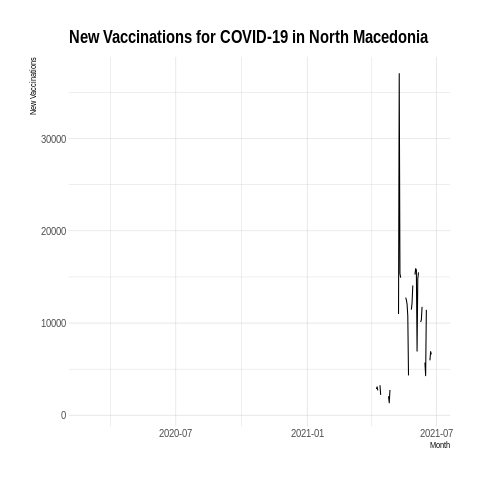 New Vaccinations for COVID-19 in North Macedonia
New Vaccinations
30000
20000
10000
0
2020-07
2021-01
2021-07
Month